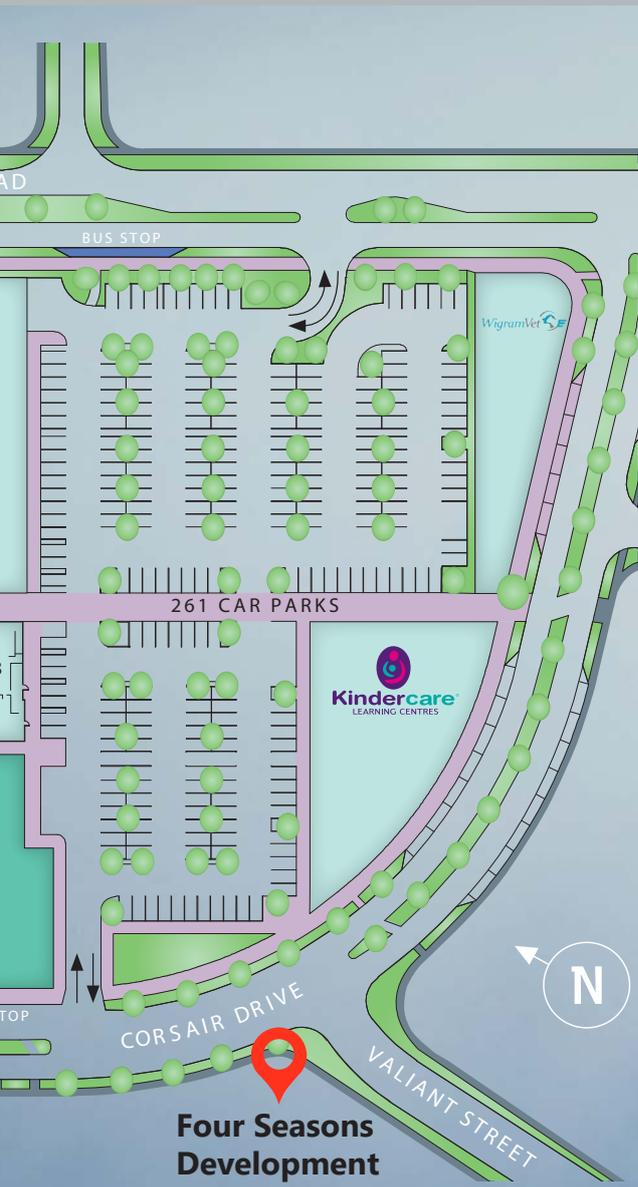 AD
BUS STOP
WigramVet
261 CAR PARKS
Kindercare
LEARNING CENTRES
TOP
CORSAIR DRIVE
N
VALIANT STREET
Four Seasons
Development